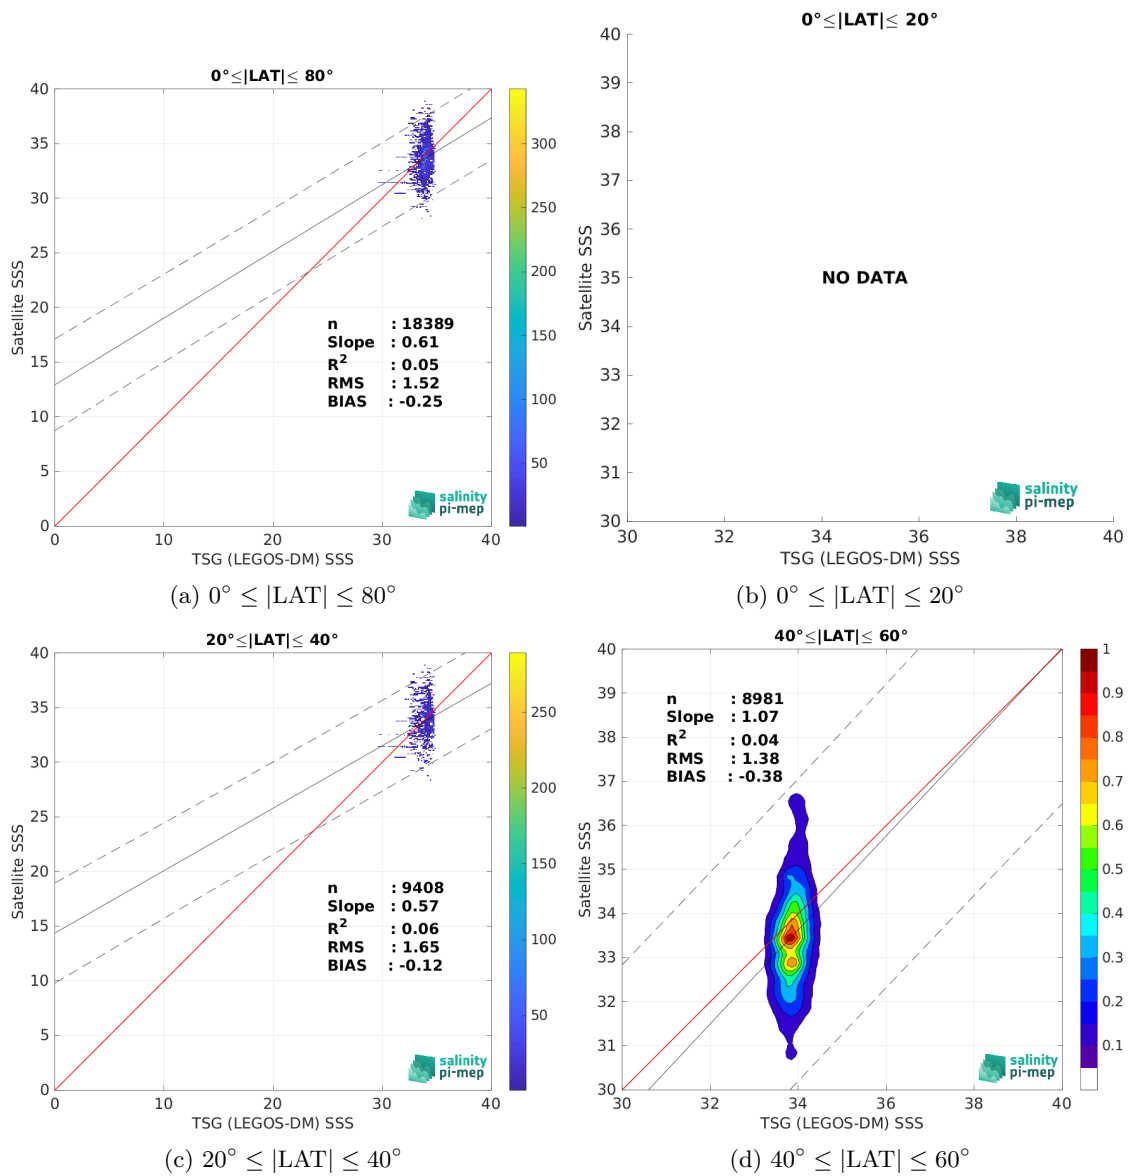 0°≤|LAT|≤ 80°
40
35
30
25
20
15
10
5
0
Satellite SSS
n : 18389
Slope : 0.61
R² : 0.05
RMS : 1.52
BIAS : -0.25
salinity
pi-mep
0 10 20 30 40
TSG (LEGOS-DM) SSS
300
250
200
150
100
50
(a) 0° ≤ |LAT| ≤ 80°
0°≤|LAT|≤ 20°
40
39
38
37
36
35
34
33
32
31
30
Satellite SSS
NO DATA
salinity
pi-mep
30 32 34 36 38 40
TSG (LEGOS-DM) SSS
(b) 0° ≤ |LAT| ≤ 20°
20°≤|LAT|≤ 40°
40
35
30
25
20
15
10
5
0
Satellite SSS
n : 9408
Slope : 0.57
R² : 0.06
RMS : 1.65
BIAS : -0.12
salinity
pi-mep
0 10 20 30 40
TSG (LEGOS-DM) SSS
250
200
150
100
50
(c) 20° ≤ |LAT| ≤ 40°
40°≤|LAT|≤ 60°
40
39
38
37
36
35
34
33
32
31
30
Satellite SSS
n : 8981
Slope : 1.07
R² : 0.04
RMS : 1.38
BIAS : -0.38
salinity
pi-mep
30 32 34 36 38 40
TSG (LEGOS-DM) SSS
1
0.9
0.8
0.7
0.6
0.5
0.4
0.3
0.2
0.1
(d) 40° ≤ |LAT| ≤ 60°